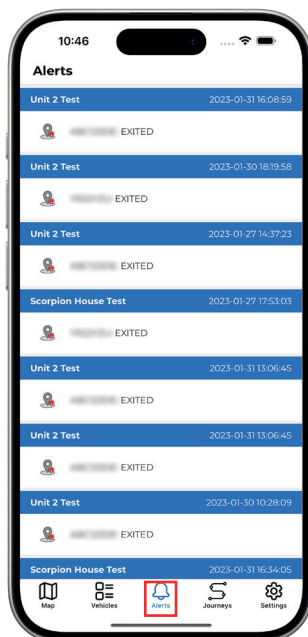 10:46
Alerts
Unit 2 Test 2023-01-31 16:08:59
EXITED
Unit 2 Test 2023-01-30 18:19:58
EXITED
Unit 2 Test 2023-01-27 14:37:23
EXITED
Scorpion House Test 2023-01-27 17:53:03
EXITED
Unit 2 Test 2023-01-31 13:06:45
EXITED
Unit 2 Test 2023-01-31 13:06:45
EXITED
Unit 2 Test 2023-01-30 10:28:09
EXITED
Scorpion House Test 2023-01-31 16:34:05
Map Vehicles Alerts Journeys Settings